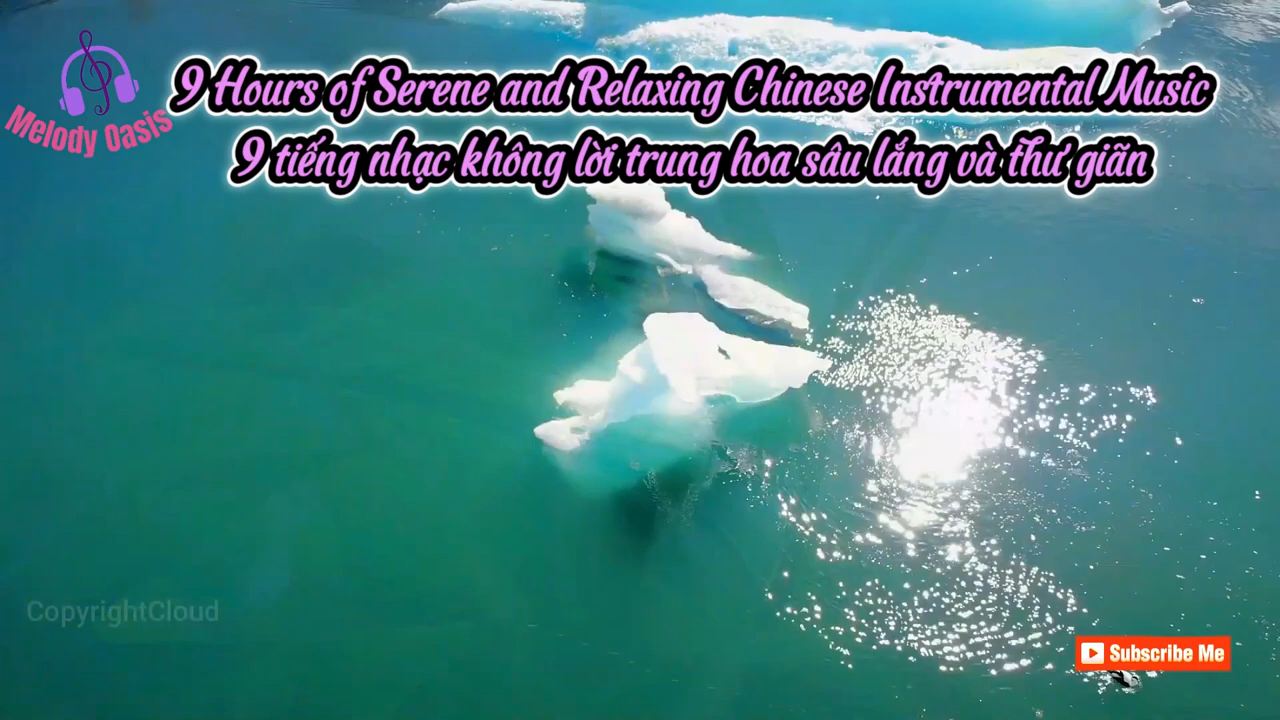 9 Hours of Serene and Relaxing Chinese Instrumental Music
9 tiếng nhạc không lời trung hoa sâu lắng và thư giãn
Melody Oasis
CopyrightCloud
Subscribe Me